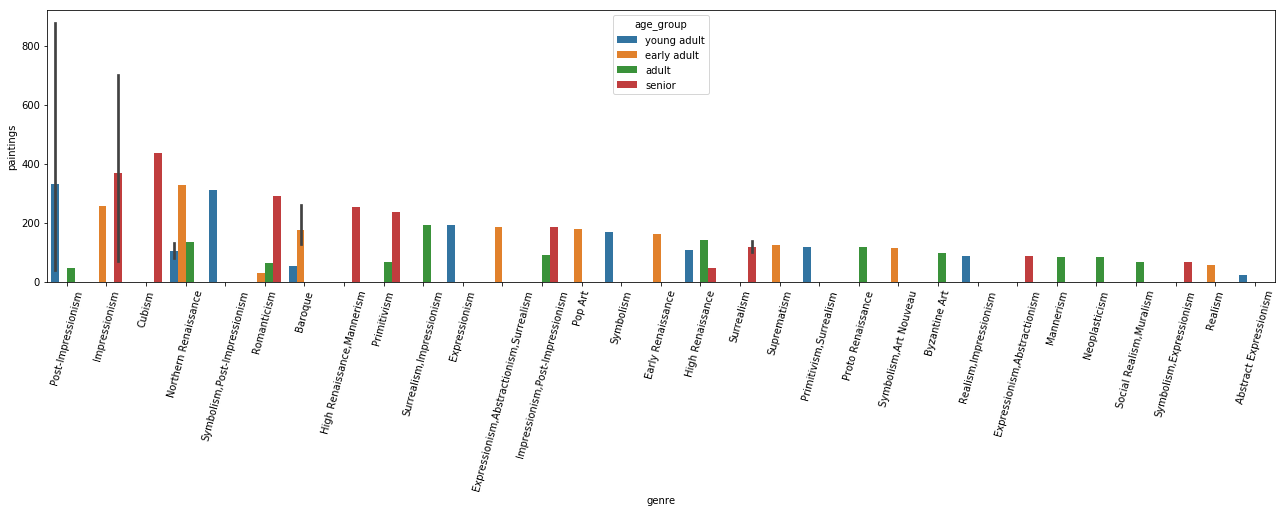 age_group
young adult
early adult
adult
senior
paintings
800
600
400
200
0
Post-Impressionism
Impressionism
Cubism
Northern Renaissance
Symbolism,Post-Impressionism
Romanticism
Baroque
High Renaissance,Mannerism
Primitivism
Surrealism,Impressionism
Expressionism
Expressionism,Abstractionism,Surrealism
Impressionism,Post-Impressionism
Pop Art
Symbolism
Early Renaissance
High Renaissance
Surrealism
Suprematism
Primitivism,Surrealism
Proto Renaissance
Symbolism,Art Nouveau
Byzantine Art
Realism,Impressionism
Expressionism,Abstractionism
Mannerism
Neoplasticism
Social Realism,Muralism
Symbolism,Expressionism
Realism
Abstract Expressionism
genre